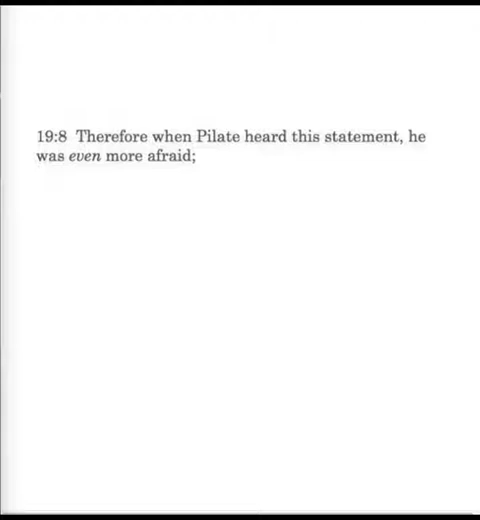 19:8 Therefore when Pilate heard this statement, he
was even more afraid;